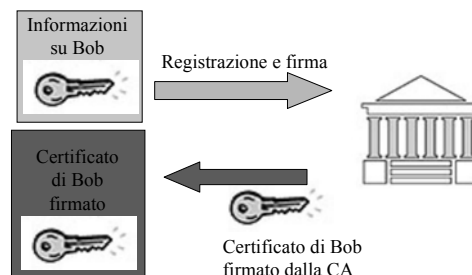 Informazioni
su Bob
Registrazione e firma
Certificato
di Bob
firmato
Certificato di Bob
firmato dalla CA